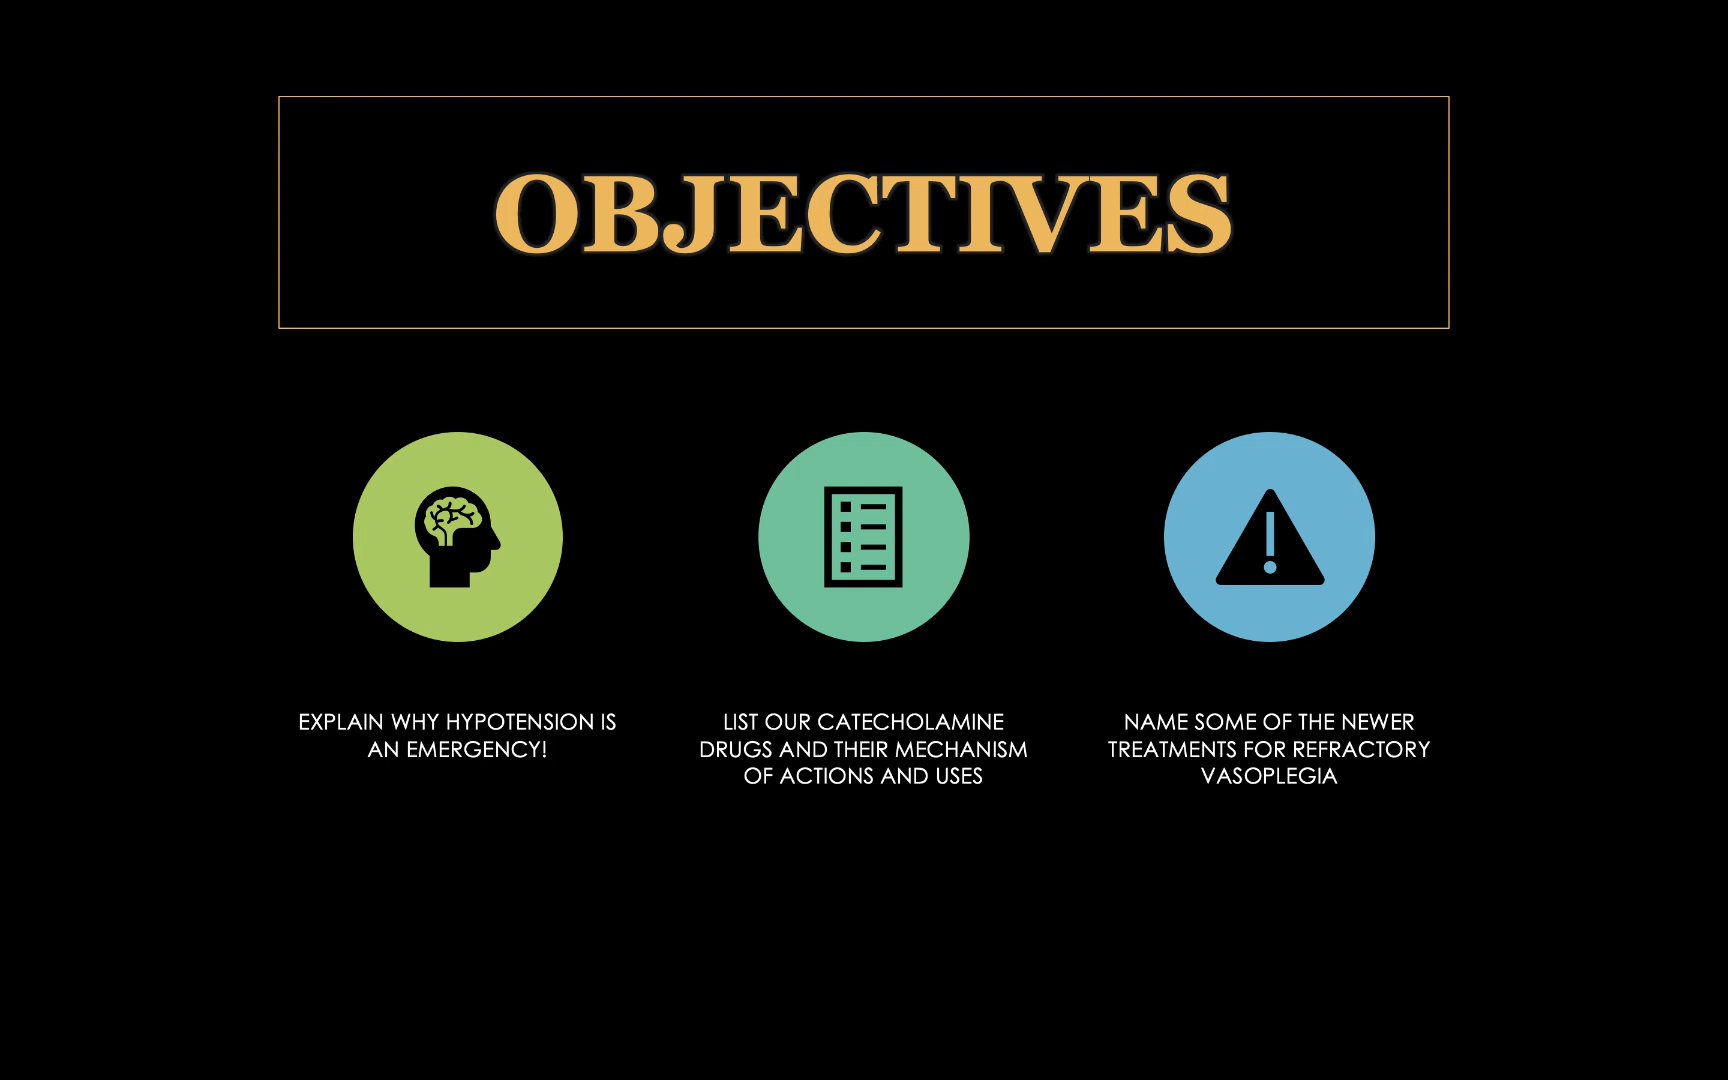 OBJECTIVES
EXPLAIN WHY HYPOTENSION IS
AN EMERGENCY!
LIST OUR CATECHOLAMINE
DRUGS AND THEIR MECHANISM
OF ACTIONS AND USES
NAME SOME OF THE NEWER
TREATMENTS FOR REFRACTORY
VASOPLEGIA